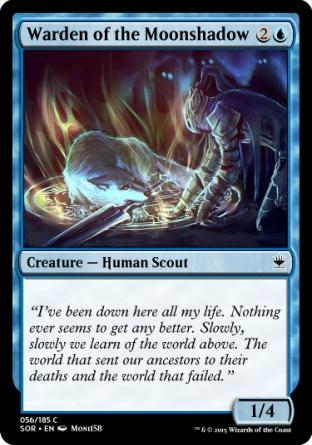 Warden of the Moonshadow 2
Creature — Human Scout
“I’ve been down here all my life. Nothing
ever seems to get any better. Slowly,
slowly we learn of the world above. The
world that sent our ancestors to their
deaths and the world that failed.”
1/4
056/185 C
SOR • EN MON158
™ & © 2015 Wizards of the Coast